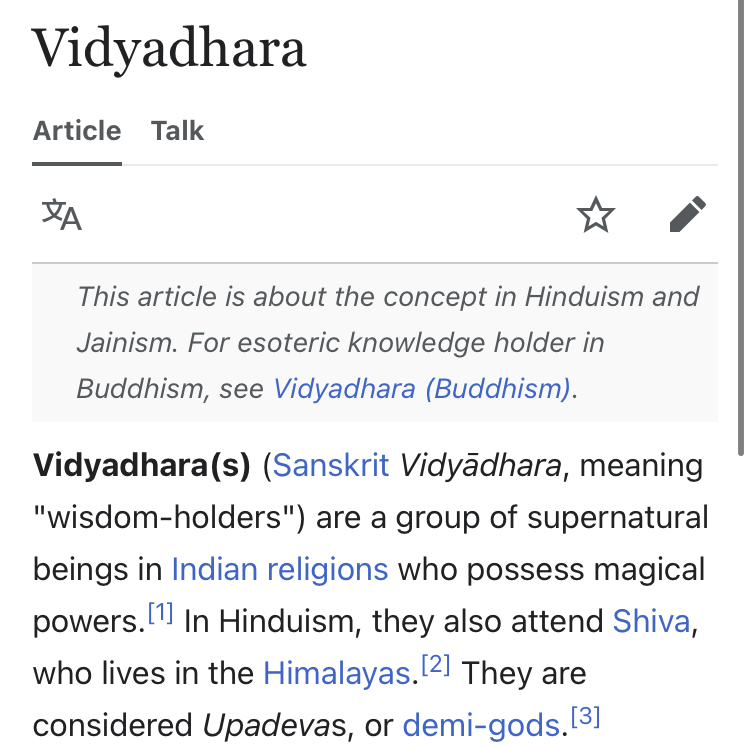 Vidyadhara
Article Talk
文A
This article is about the concept in Hinduism and
Jainism. For esoteric knowledge holder in
Buddhism, see Vidyadhara (Buddhism).
Vidyadhara(s) (Sanskrit Vidyādhara, meaning
"wisdom-holders") are a group of supernatural
beings in Indian religions who possess magical
powers.[1] In Hinduism, they also attend Shiva,
who lives in the Himalayas.[2] They are
considered Upadevas, or demi-gods.[3]